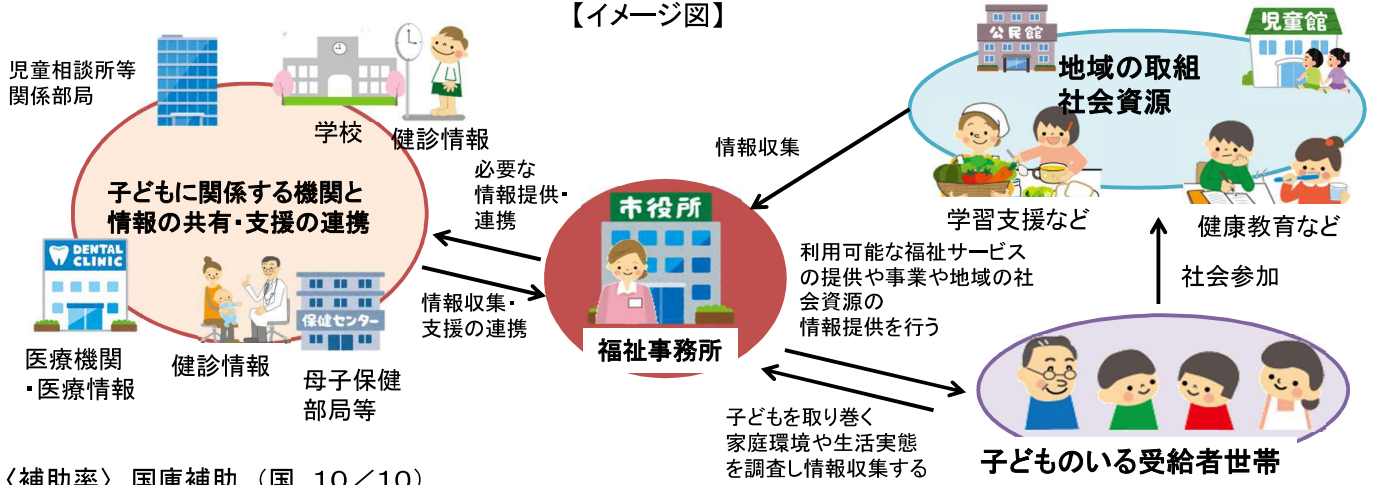 【イメージ図】
児童相談所等
関係部局
学校
健診情報
子どもに関係する機関と
情報の共有・支援の連携
DENTAL
CLINIC
保健センター
医療機関
・医療情報
健診情報
母子保健
部局等
必要な
情報提供・
連携
情報収集・
支援の連携
市役所
福祉事務所
情報収集
公民館
児童館
地域の取組
社会資源
学習支援など
健康教育など
利用可能な福祉サービス
の提供や事業や地域の社
会資源の
情報提供を行う
社会参加
子どもを取り巻く
家庭環境や生活実態
を調査し情報収集する
子どものいる受給者世帯
〈補助率〉 国庫補助 （国 10／10）